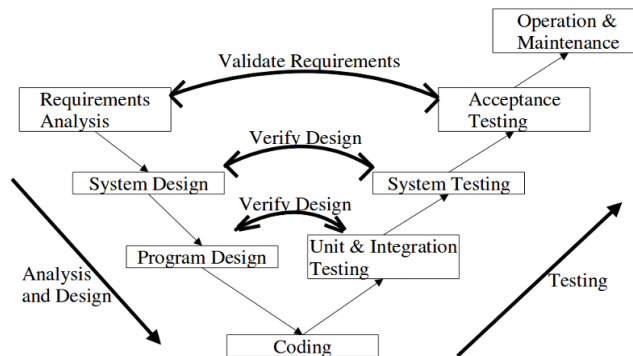 Operation &
Maintenance
Validate Requirements
Requirements
Analysis
Acceptance
Testing
Verify Design
System Design
System Testing
Verify Design
Program Design
Unit & Integration
Testing
Analysis
and Design
Testing
Coding